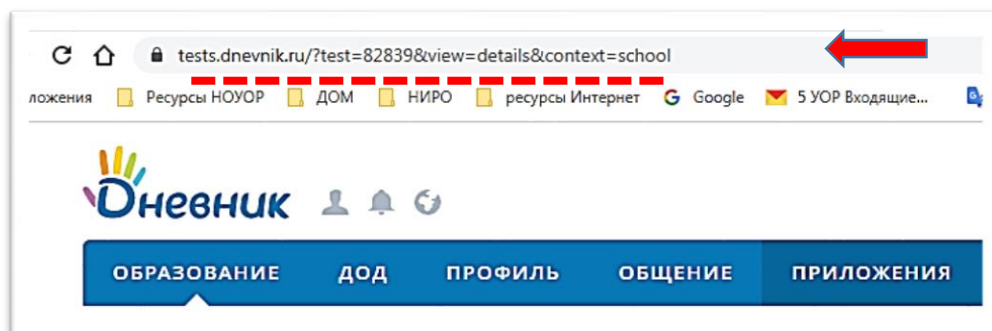 tests.dnevnik.ru/?test=82839&view=details&context=school
ложения Ресурсы НОУОР ДОМ НИРО ресурсы Интернет G Google 5 УОР Входящие...
Дневник
ОБРАЗОВАНИЕ ДОД ПРОФИЛЬ ОБЩЕНИЕ ПРИЛОЖЕНИЯ